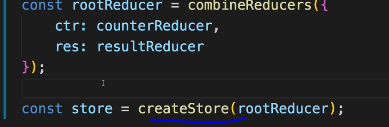 const rootReducer = combineReducers({
    ctr: counterReducer,
    res: resultReducer
});
const store = createStore(rootReducer);